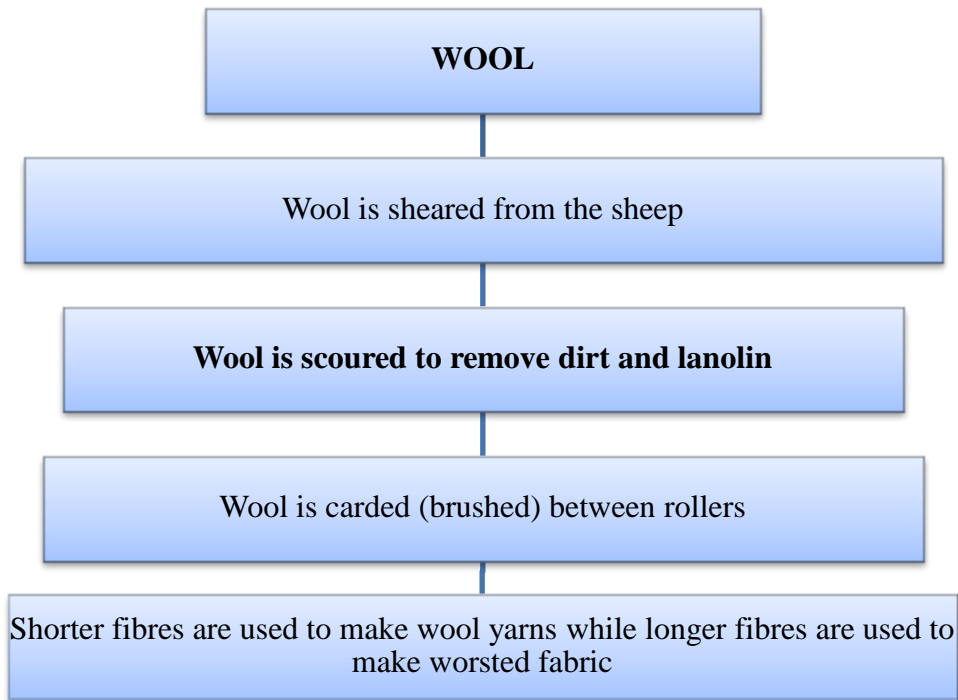 WOOL
Wool is sheared from the sheep
Wool is scoured to remove dirt and lanolin
Wool is carded (brushed) between rollers
Shorter fibres are used to make wool yarns while longer fibres are used to
make worsted fabric